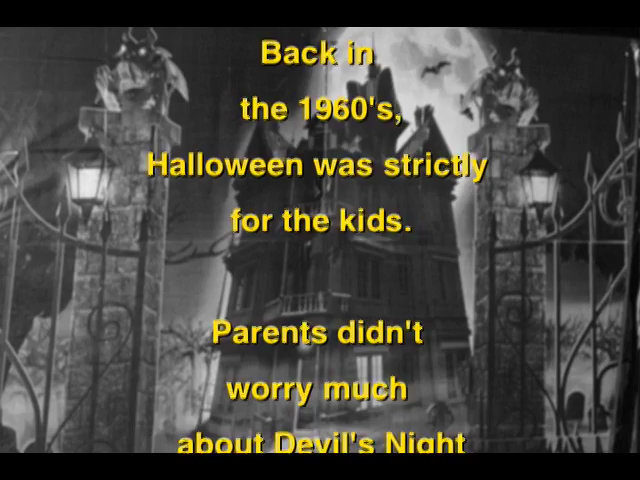 Back in
the 1960's,
Halloween was strictly
for the kids.
Parents didn't
worry much
about Devil's Night